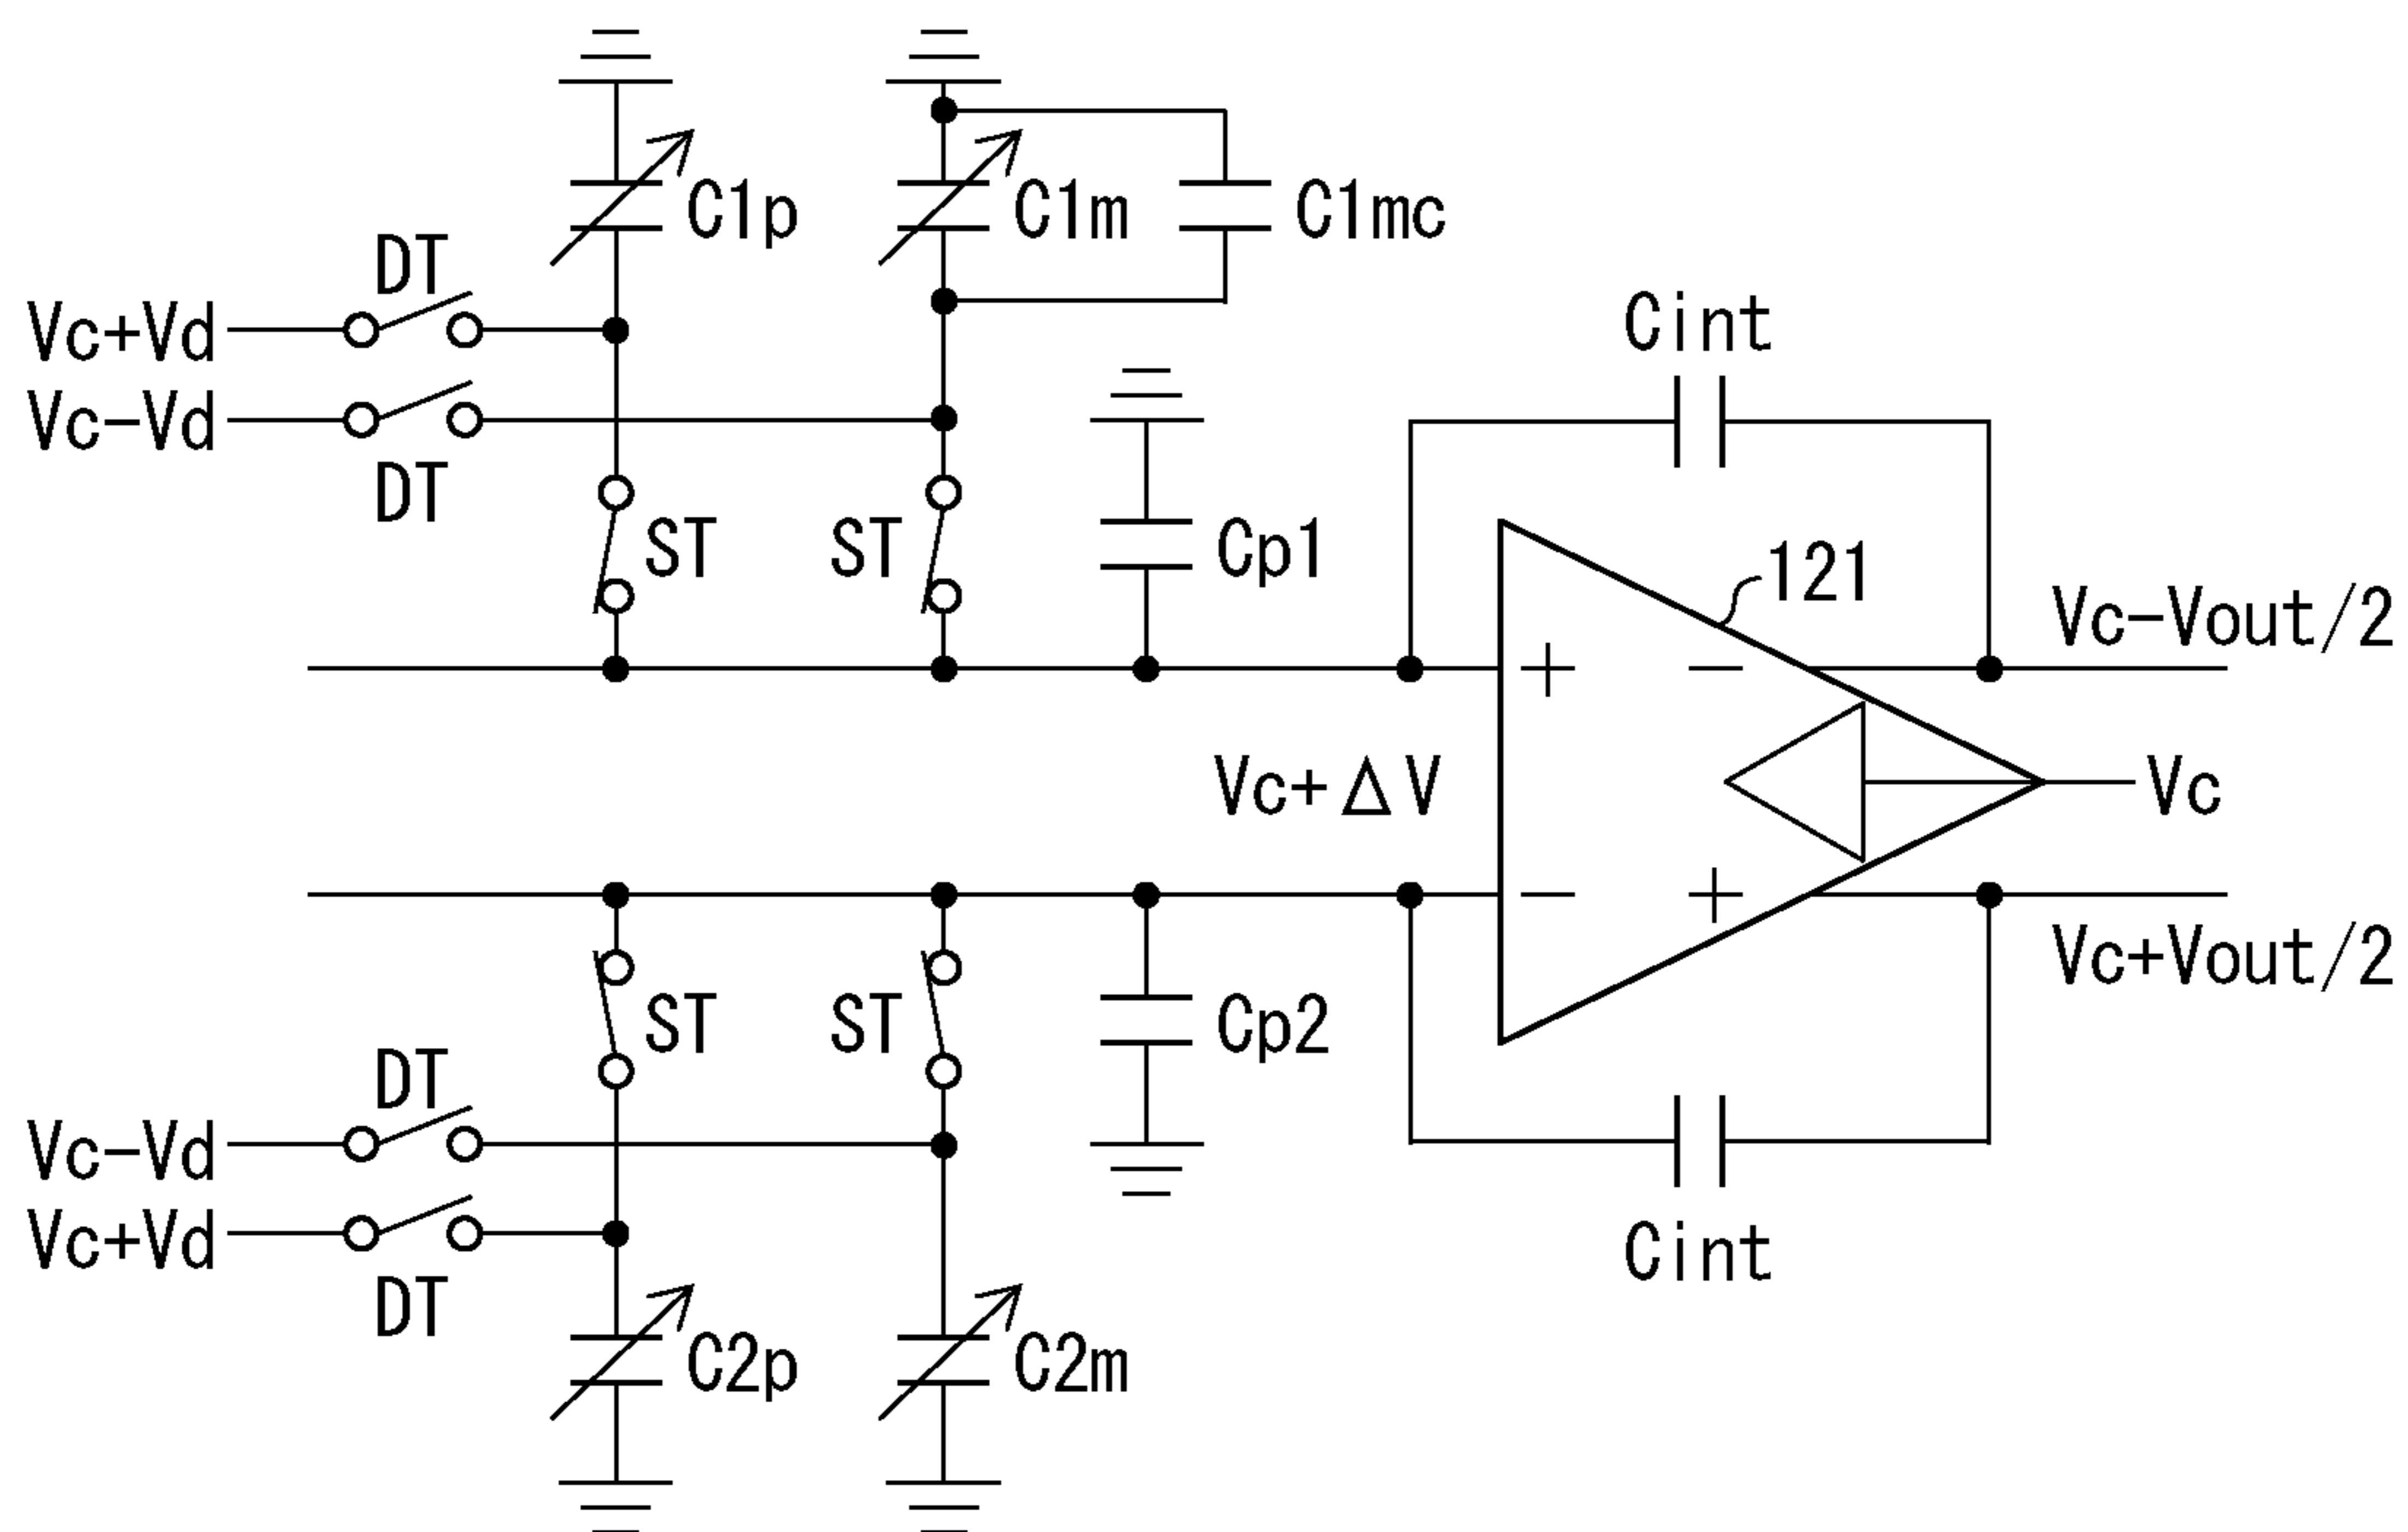 C1p
C1m
C1mc
DT
Vc+Vd
Vc-Vd
DT
Cint
ST
ST
Cp1
121
+
-
Vc-Vout/2
Vc+ΔV
Vc
-
+
Vc+Vout/2
ST
ST
Cp2
DT
Vc-Vd
Vc+Vd
DT
Cint
C2p
C2m